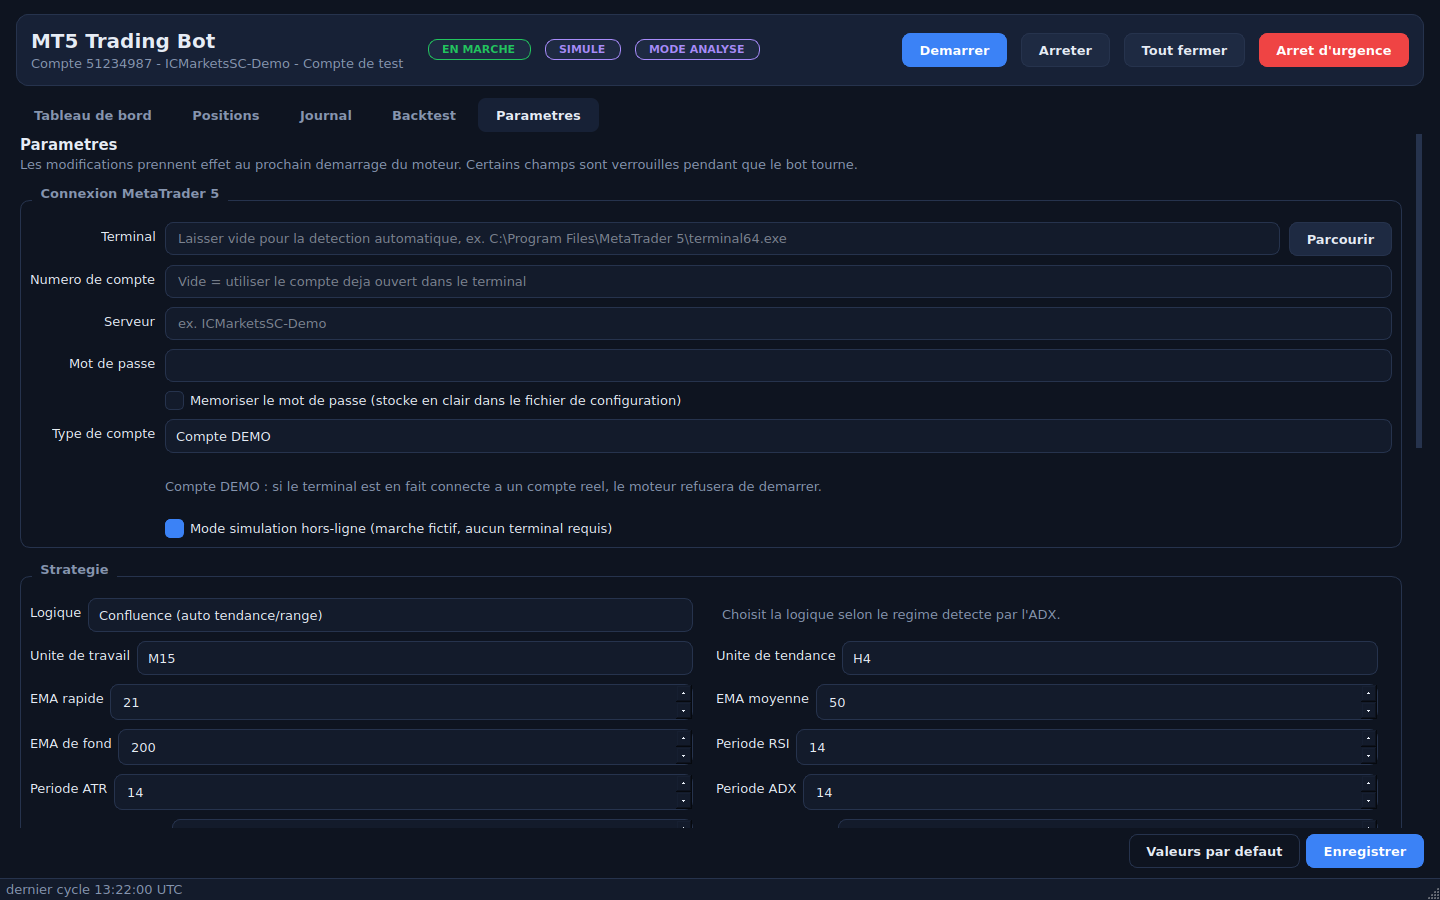 MT5 Trading Bot
Compte 51234987 - ICMarketsSC-Demo - Compte de test
EN MARCHE
SIMULE
MODE ANALYSE
Demarrer
Arreter
Tout fermer
Arret d'urgence
Tableau de bord
Positions
Journal
Backtest
Parametres
Parametres
Les modifications prennent effet au prochain demarrage du moteur. Certains champs sont verrouilles pendant que le bot tourne.
Connexion MetaTrader 5
Terminal
Laisser vide pour la detection automatique, ex. C:\Program Files\MetaTrader 5\terminal64.exe
Parcourir
Numero de compte
Vide = utiliser le compte deja ouvert dans le terminal
Serveur
ex. ICMarketsSC-Demo
Mot de passe
Memoriser le mot de passe (stocke en clair dans le fichier de configuration)
Type de compte
Compte DEMO
Compte DEMO : si le terminal est en fait connecte a un compte reel, le moteur refusera de demarrer.
Mode simulation hors-ligne (marche fictif, aucun terminal requis)
Strategie
Logique
Confluence (auto tendance/range)
Choisit la logique selon le regime detecte par l'ADX.
Unite de travail
M15
Unite de tendance
H4
EMA rapide
21
EMA moyenne
50
EMA de fond
200
Periode RSI
14
Periode ATR
14
Periode ADX
14
Valeurs par defaut
Enregistrer
dernier cycle 13:22:00 UTC